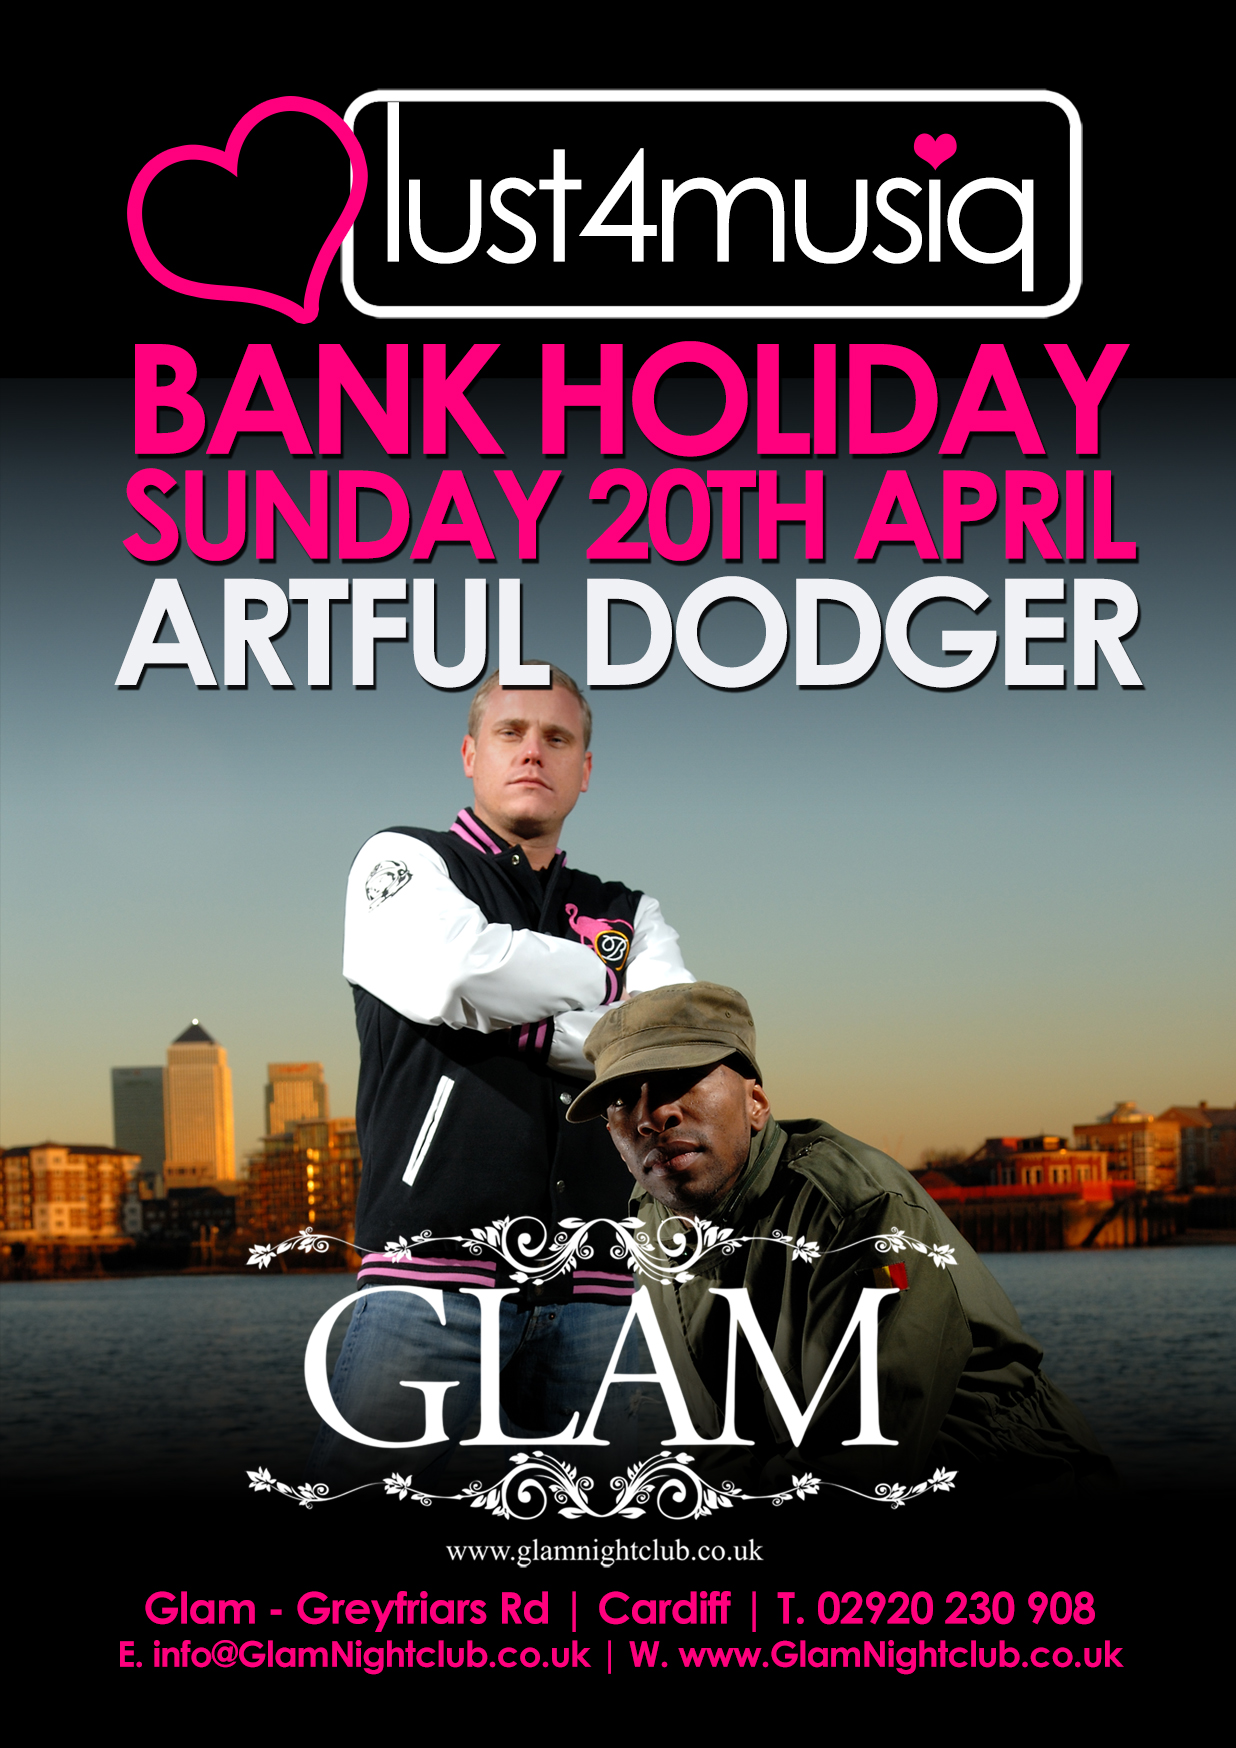 lust4musiq
BANK HOLIDAY
SUNDAY 20TH APRIL
ARTFUL DODGER
B
GLAM
www.glamnightclub.co.uk
Glam - Greyfriars Rd | Cardiff | T. 02920 230 908
E. info@GlamNightclub.co.uk | W. www.GlamNightclub.co.uk